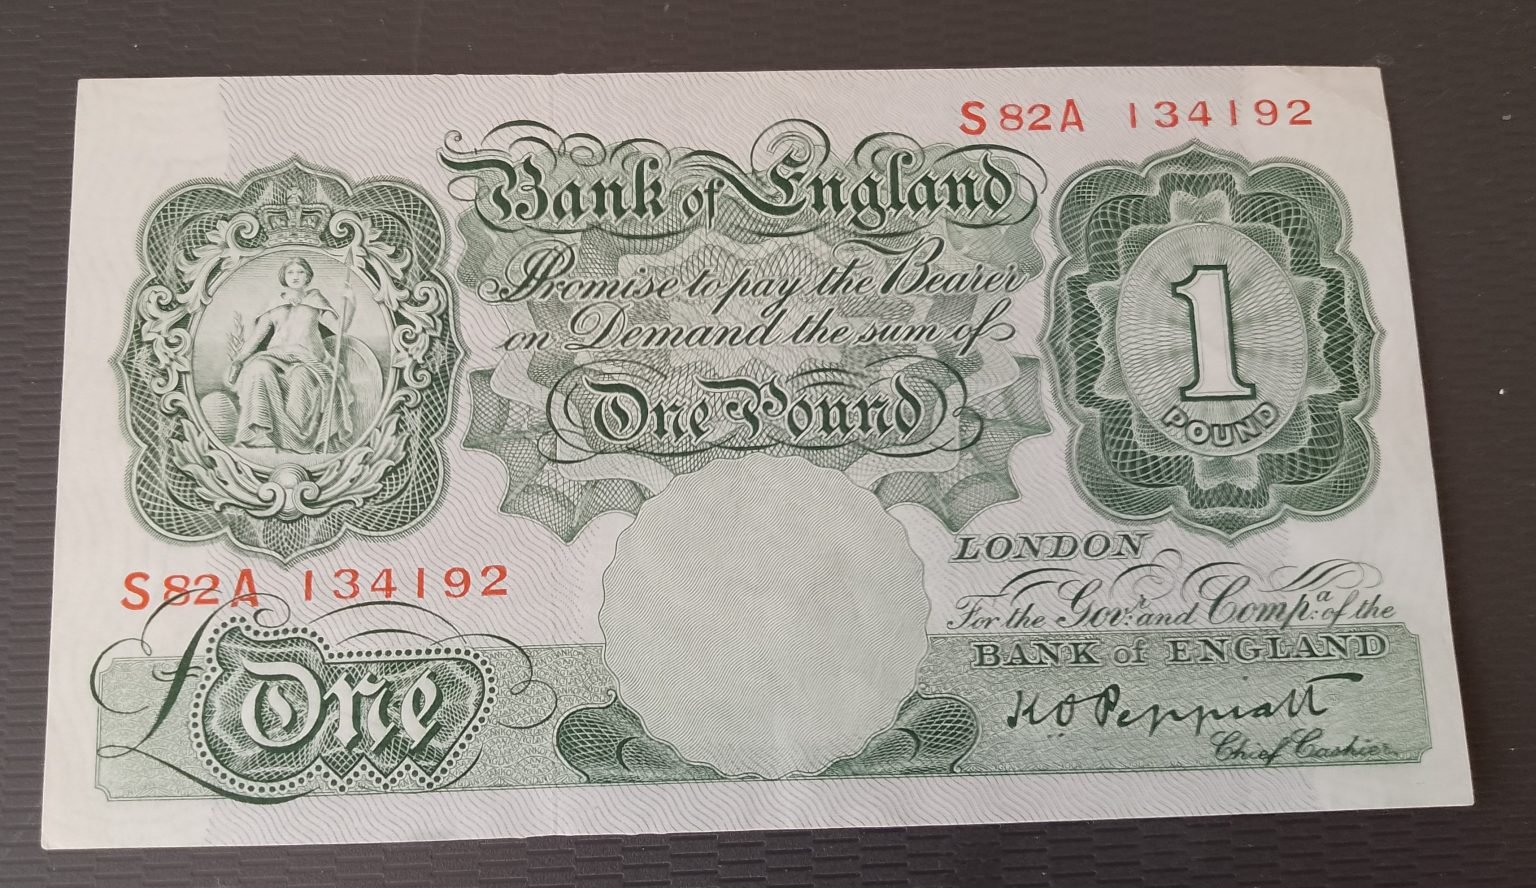 S82A 134192
Bank of England
Promise to pay the Bearer
on Demand the sum of
One Pound
1
POUND
LONDON
For the Govr. and Compa. of the
BANK of ENGLAND
K O Peppiatt
Chief Cashier
S82A 134192
£One